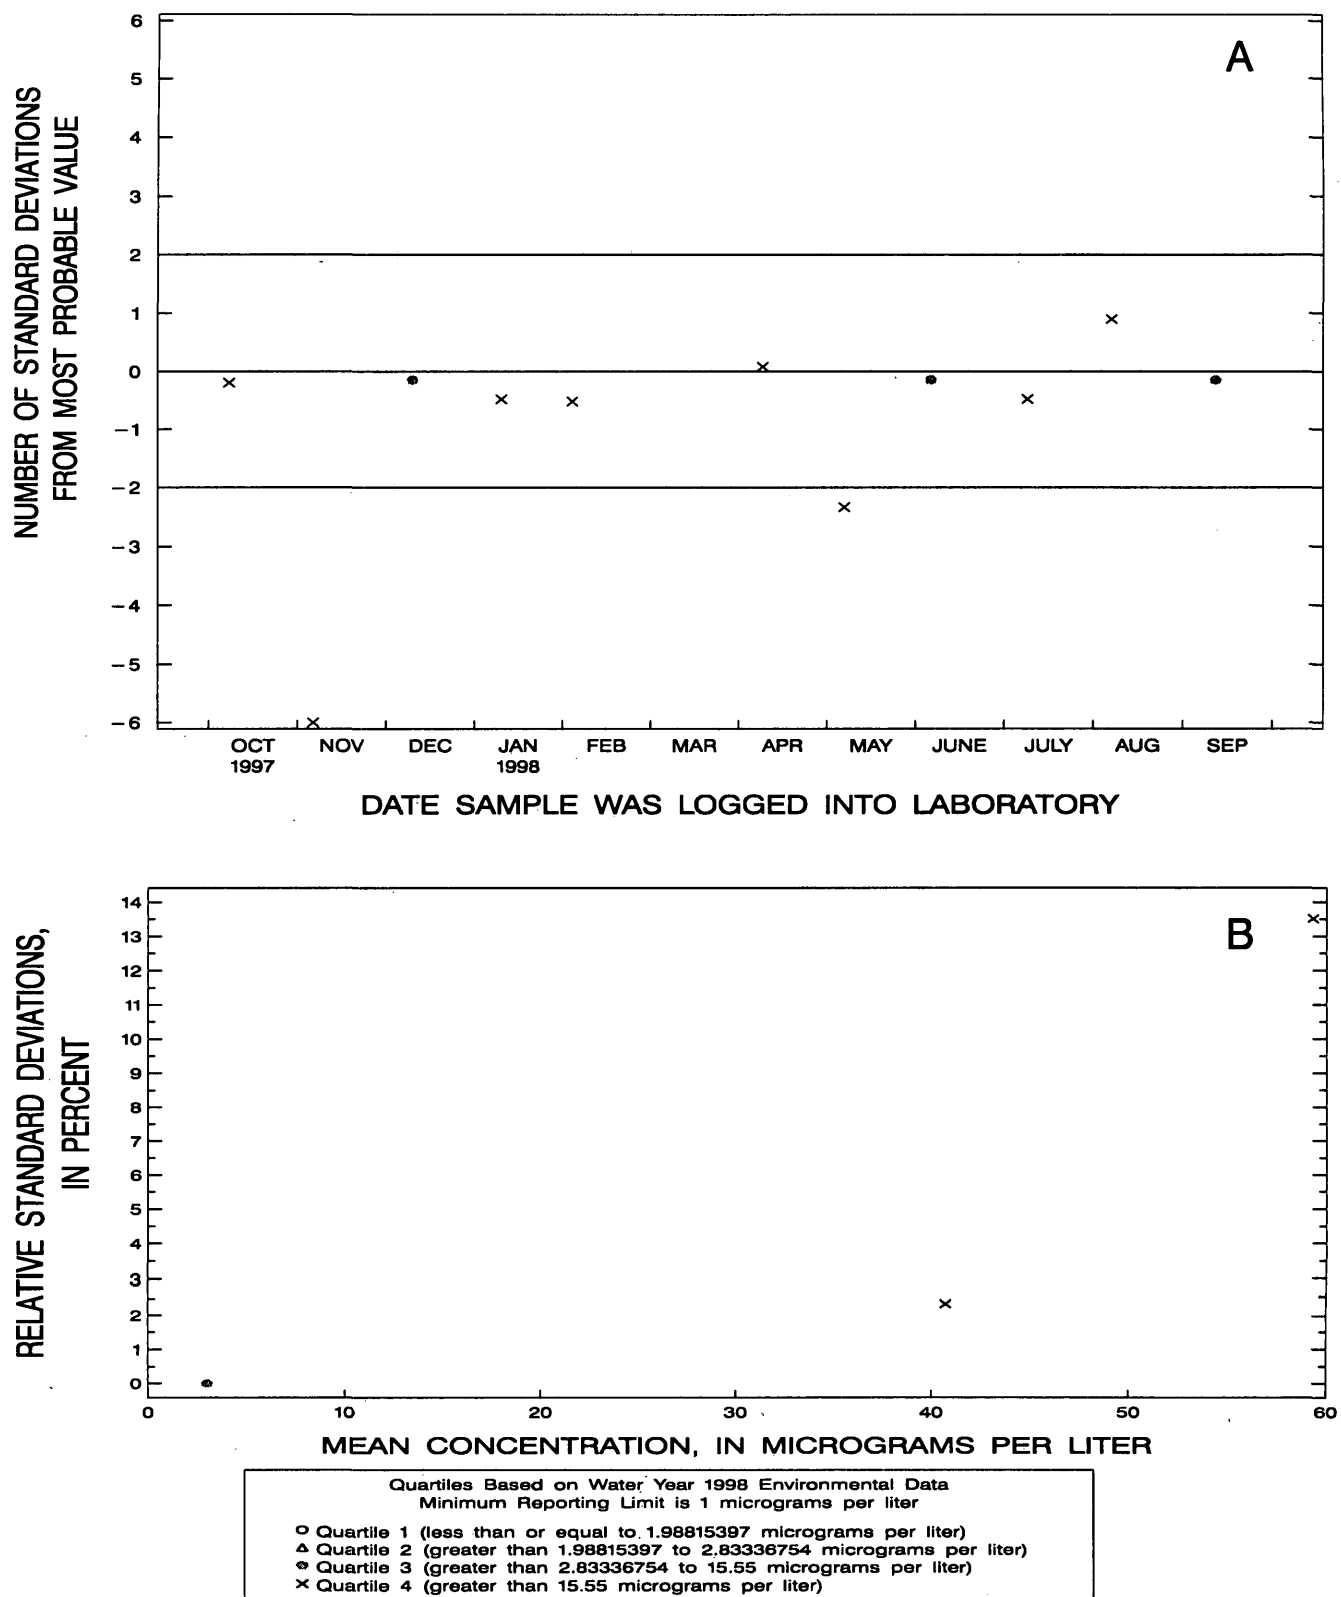 A
NUMBER OF STANDARD DEVIATIONS
FROM MOST PROBABLE VALUE
6
5
4
3
2
1
0
−1
−2
−3
−4
−5
−6
OCT NOV DEC JAN FEB MAR APR MAY JUNE JULY AUG SEP
1997 1998
DATE SAMPLE WAS LOGGED INTO LABORATORY
B
RELATIVE STANDARD DEVIATIONS,
IN PERCENT
14
13
12
11
10
9
8
7
6
5
4
3
2
1
0
0 10 20 30 40 50 60
MEAN CONCENTRATION, IN MICROGRAMS PER LITER
Quartiles Based on Water Year 1998 Environmental Data
Minimum Reporting Limit is 1 micrograms per liter
Quartile 1 (less than or equal to 1.98815397 micrograms per liter)
Quartile 2 (greater than 1.98815397 to 2.83336754 micrograms per liter)
Quartile 3 (greater than 2.83336754 to 15.55 micrograms per liter)
Quartile 4 (greater than 15.55 micrograms per liter)